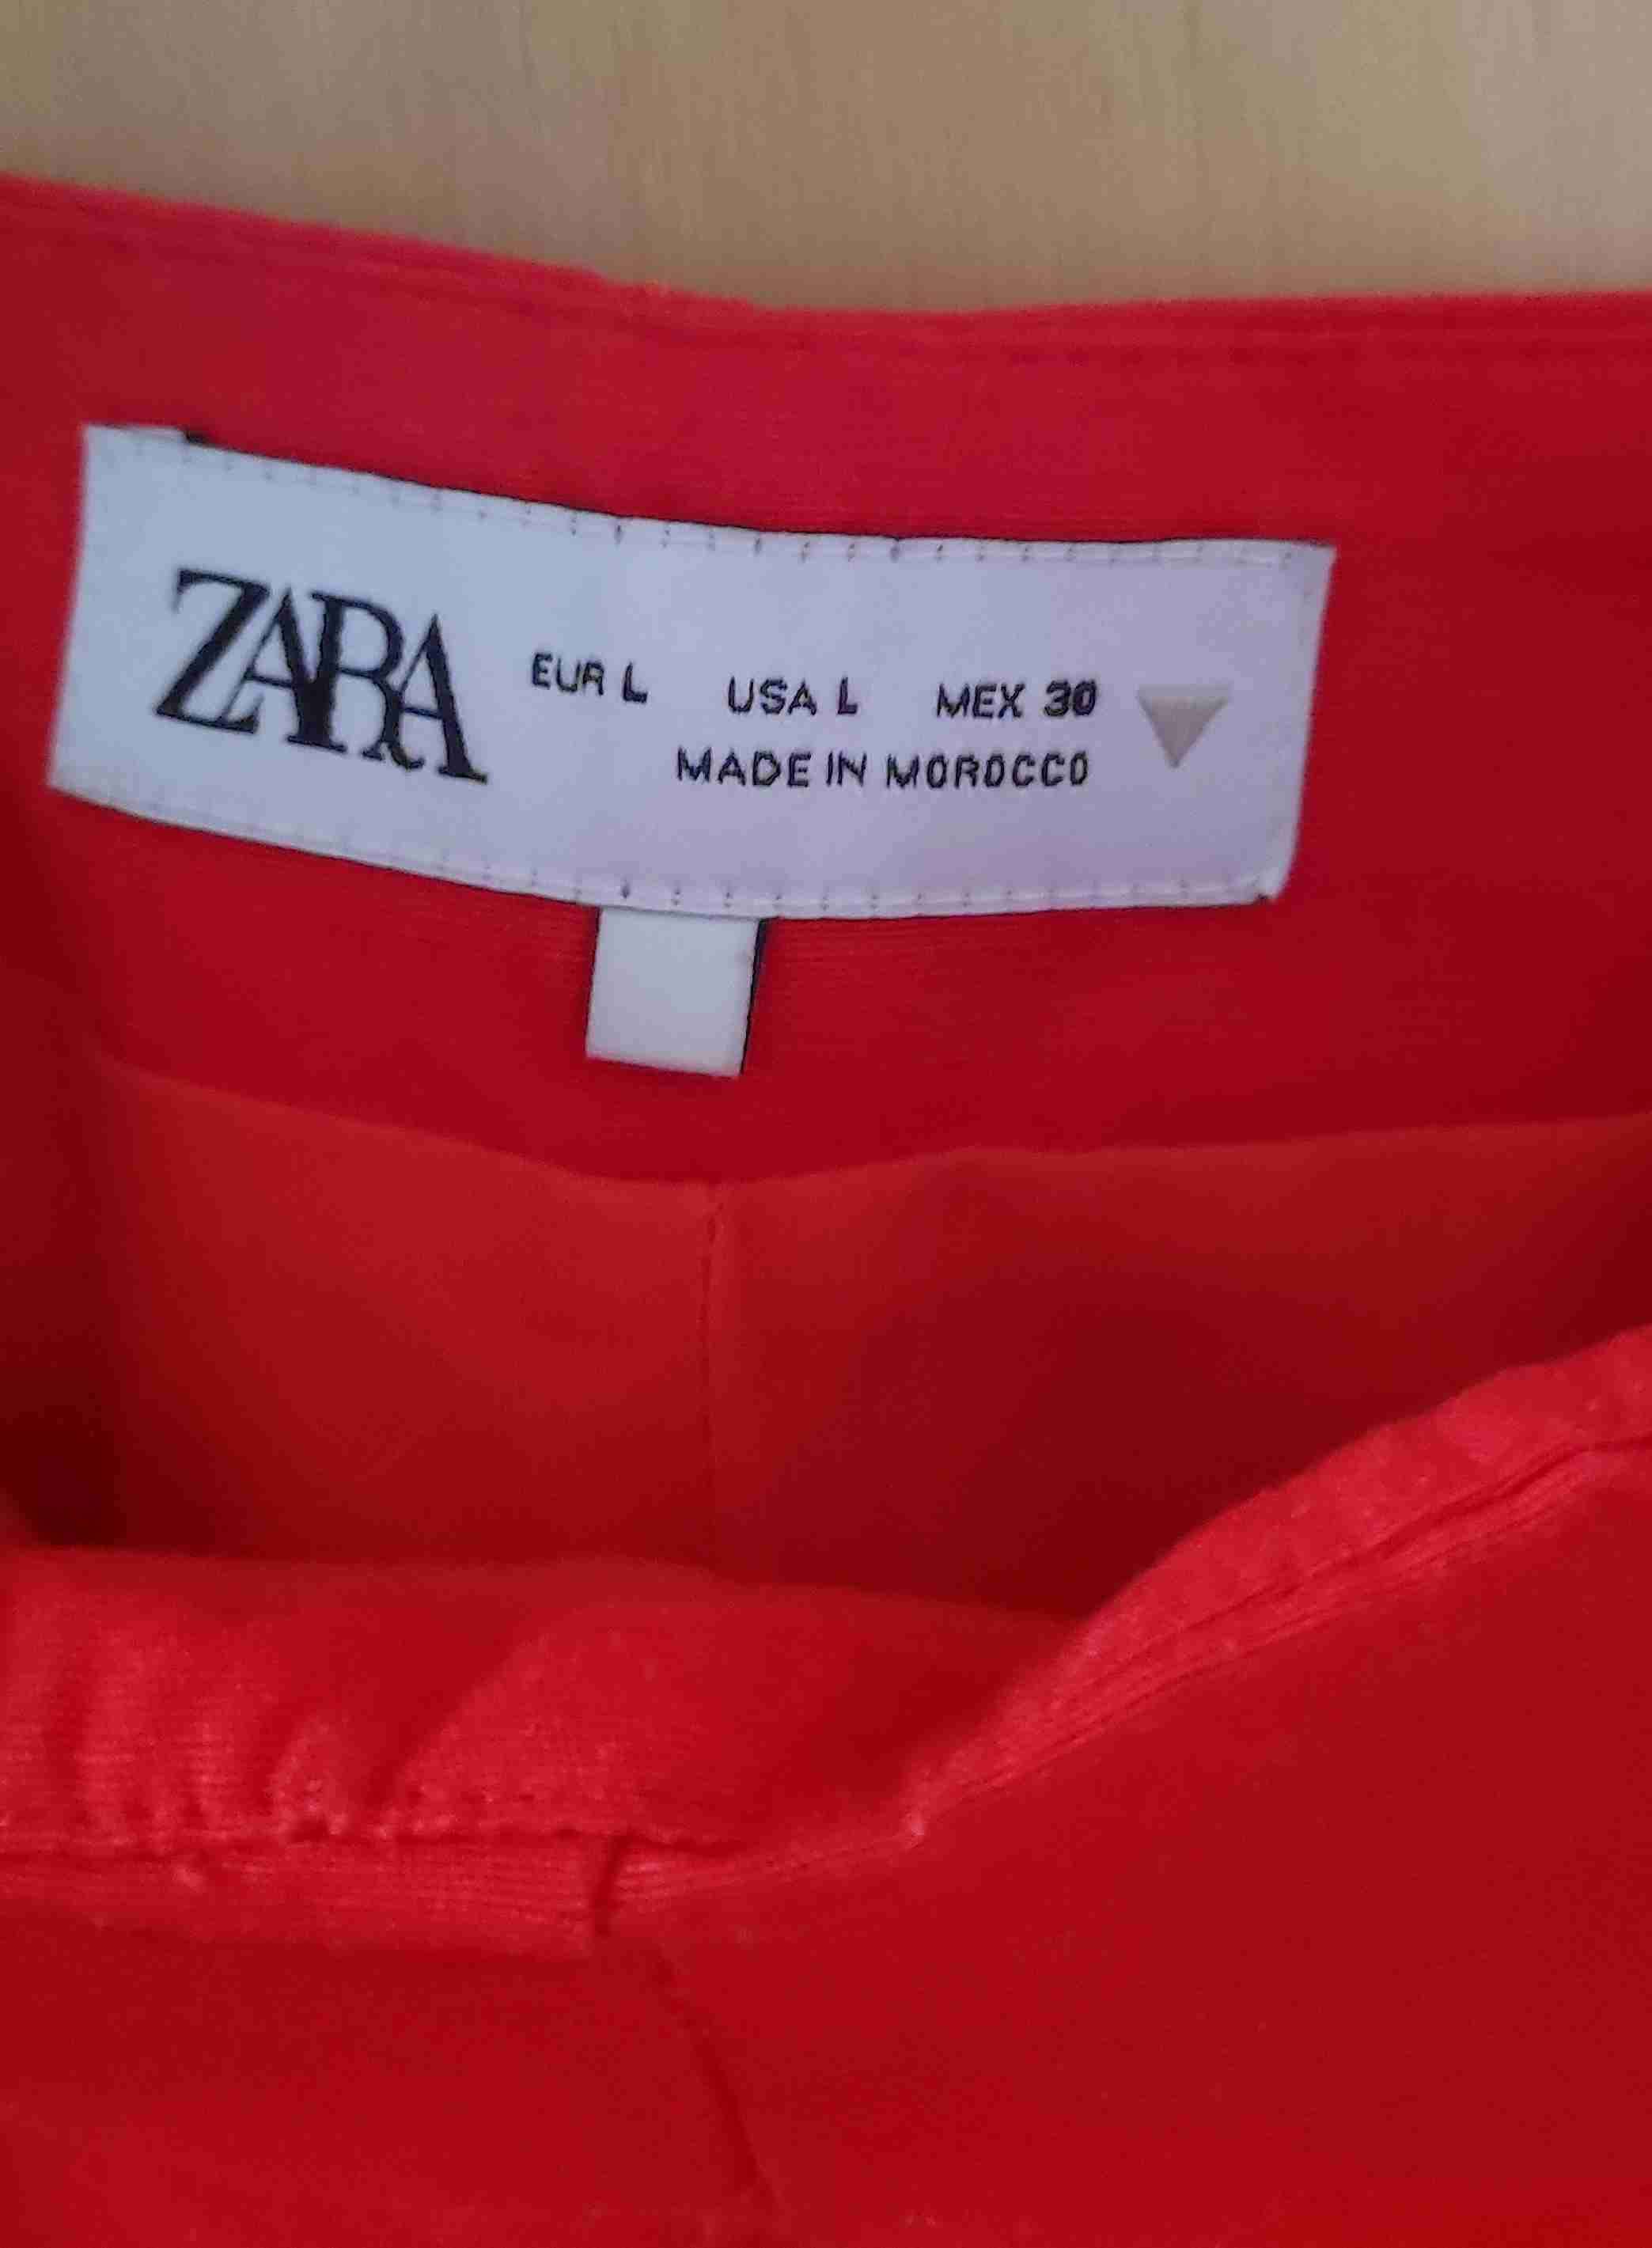 ZARA EUR L USA L MEX 30
MADE IN MOROCCO